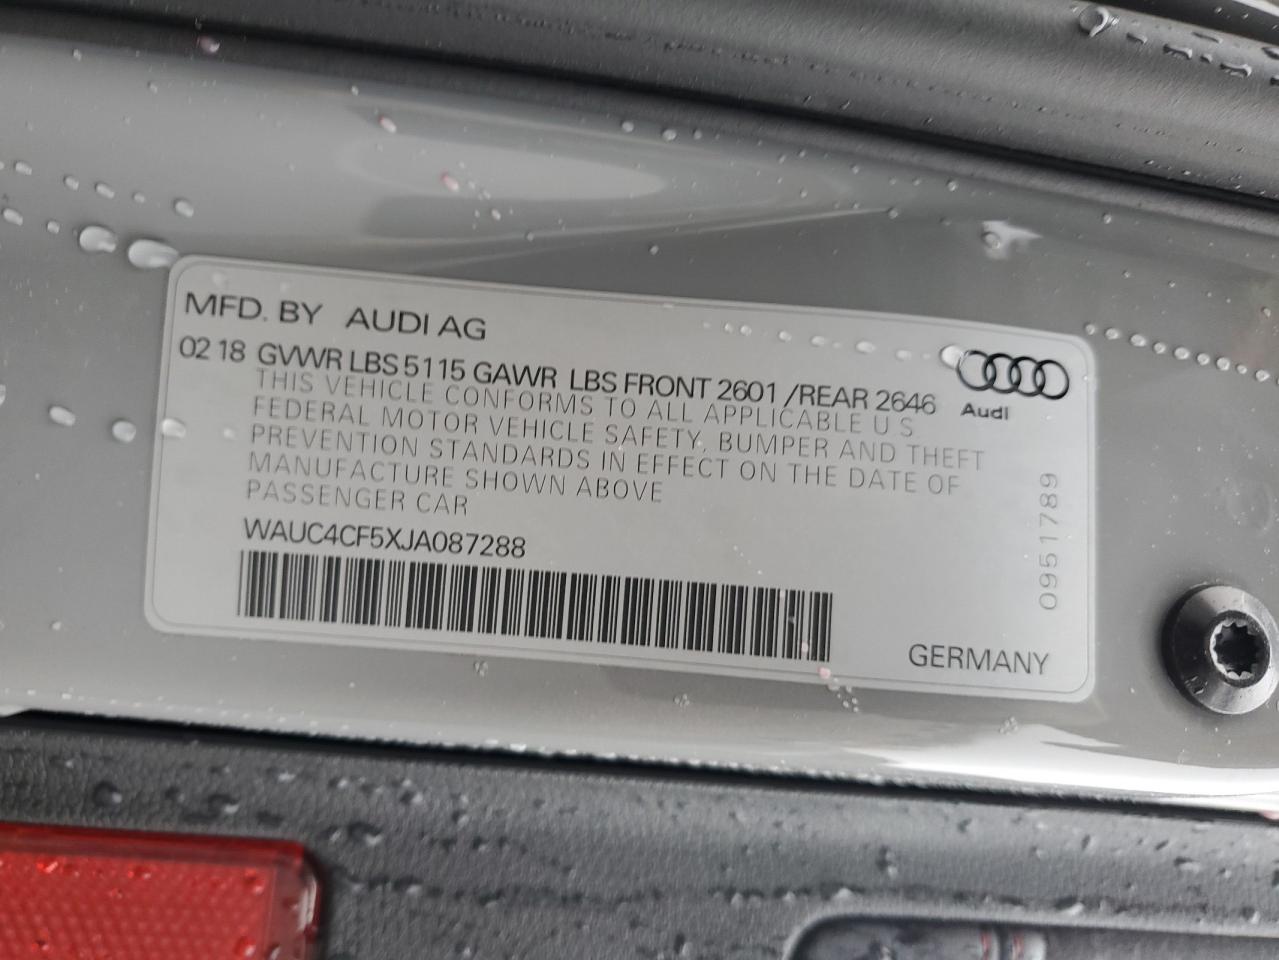 MFD. BY AUDI AG
02 18 GVWR LBS 5115 GAWR LBS FRONT 2601 /REAR 2646
THIS VEHICLE CONFORMS TO ALL APPLICABLE U S
FEDERAL MOTOR VEHICLE SAFETY, BUMPER AND THEFT
PREVENTION STANDARDS IN EFFECT ON THE DATE OF
MANUFACTURE SHOWN ABOVE
PASSENGER CAR
WAUC4CF5XJA087288
Audi
0951789
GERMANY